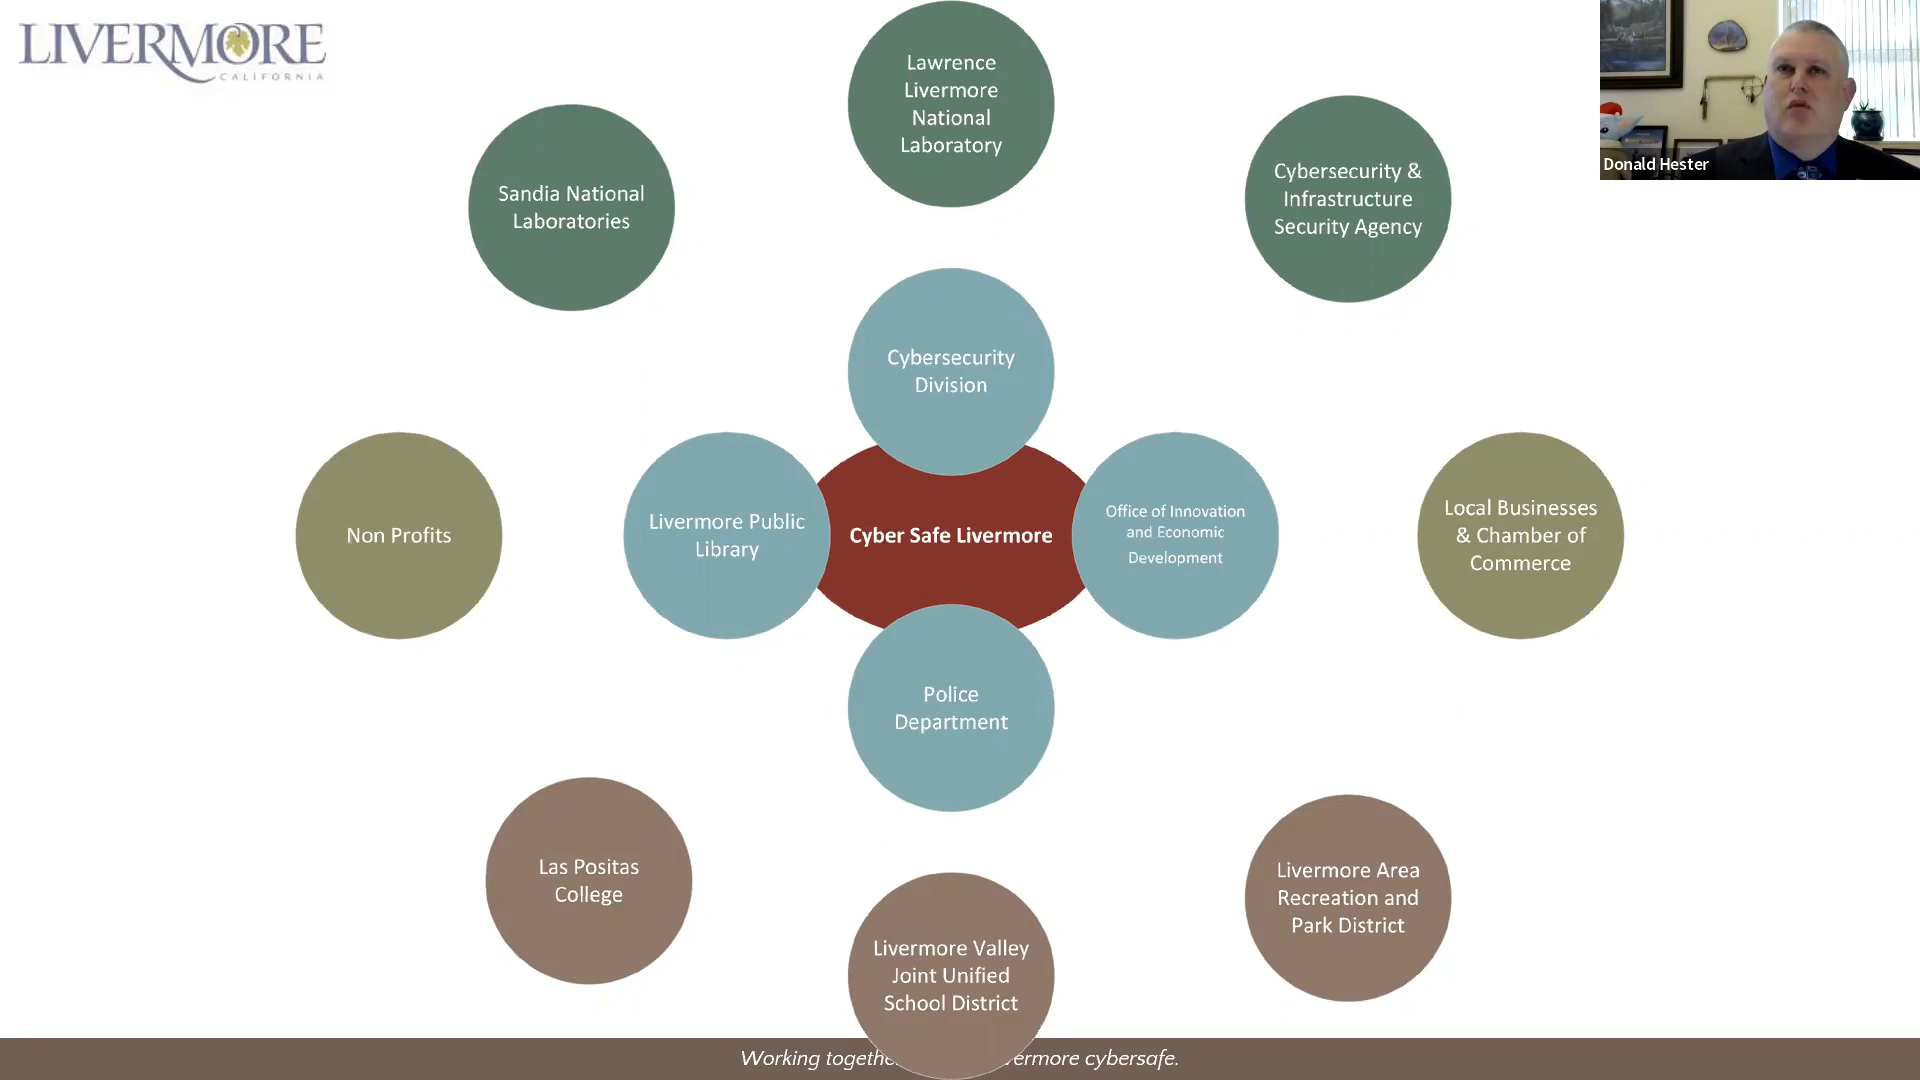 LIVERMORE
CALIFORNIA
Lawrence
Livermore
National
Laboratory
Donald Hester
Sandia National
Laboratories
Cybersecurity &
Infrastructure
Security Agency
Cybersecurity
Division
Non Profits
Livermore Public
Library
Cyber Safe Livermore
Office of Innovation
and Economic
Development
Local Businesses
& Chamber of
Commerce
Police
Department
Las Positas
College
Livermore Valley
Joint Unified
School District
Livermore Area
Recreation and
Park District
Working cybersafe.